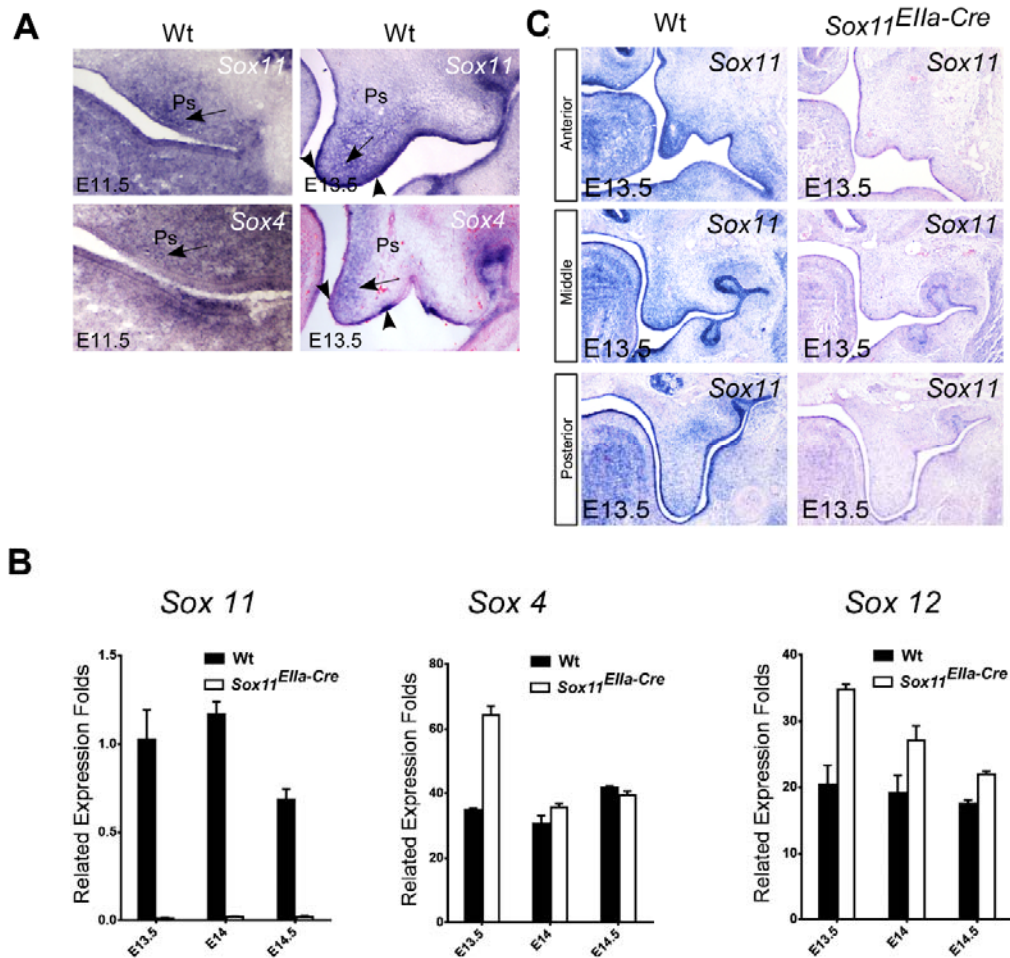 A
Wt
Wt
Sox11
Ps
E11.5
Sox11
Ps
E13.5
Sox4
Ps
E11.5
Sox4
Ps
E13.5
C
Wt
Sox11EIIa-Cre
Anterior
Sox11
E13.5
Sox11
E13.5
Middle
Sox11
E13.5
Sox11
E13.5
Posterior
Sox11
E13.5
Sox11
E13.5
B
Sox 11
Related Expression Folds
1.5
1.0
0.5
0.0
Wt
Sox11EIIa-Cre
E13.5
E14
E14.5
Sox 4
Related Expression Folds
80
60
40
20
0
Wt
Sox11EIIa-Cre
E13.5
E14
E14.5
Sox 12
Related Expression Folds
40
30
20
10
0
Wt
Sox11EIIa-Cre
E13.5
E14
E14.5